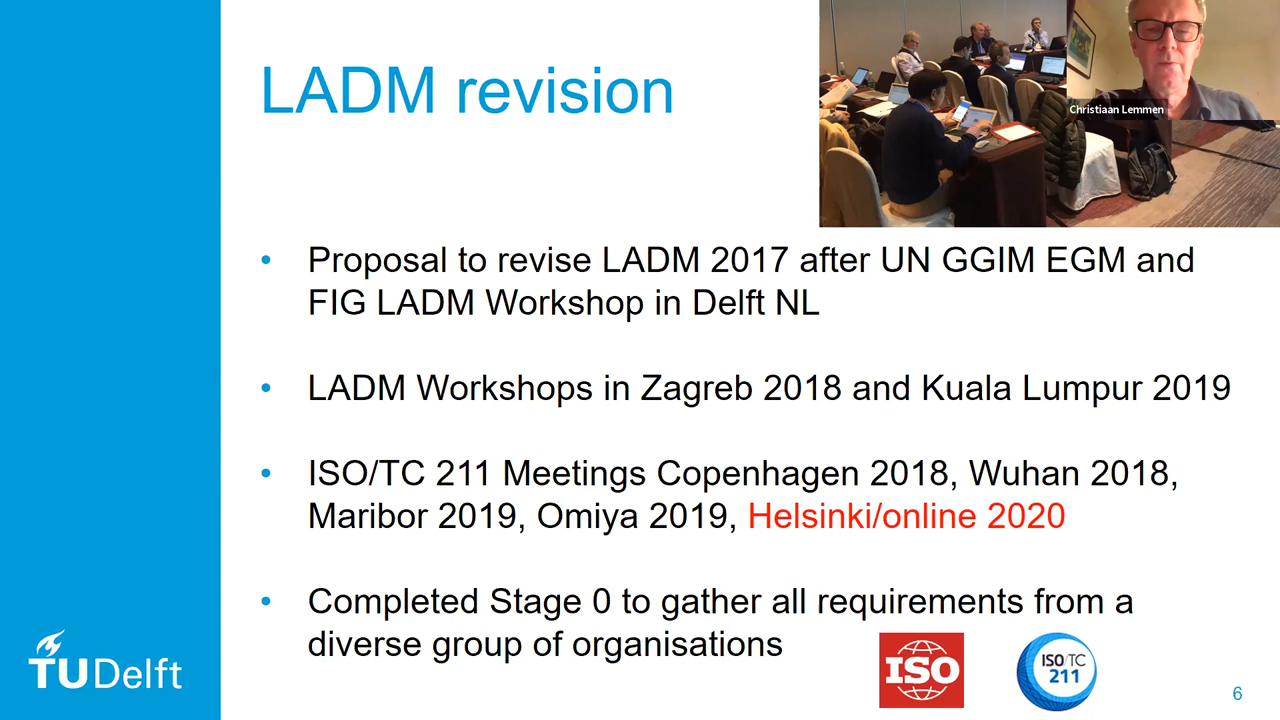 LADM revision
Christiaan Lemmen
• Proposal to revise LADM 2017 after UN GGIM EGM and
FIG LADM Workshop in Delft NL
• LADM Workshops in Zagreb 2018 and Kuala Lumpur 2019
• ISO/TC 211 Meetings Copenhagen 2018, Wuhan 2018,
Maribor 2019, Omiya 2019, Helsinki/online 2020
• Completed Stage 0 to gather all requirements from a
diverse group of organisations
TUDelft
ISO
ISO/TC
211
6